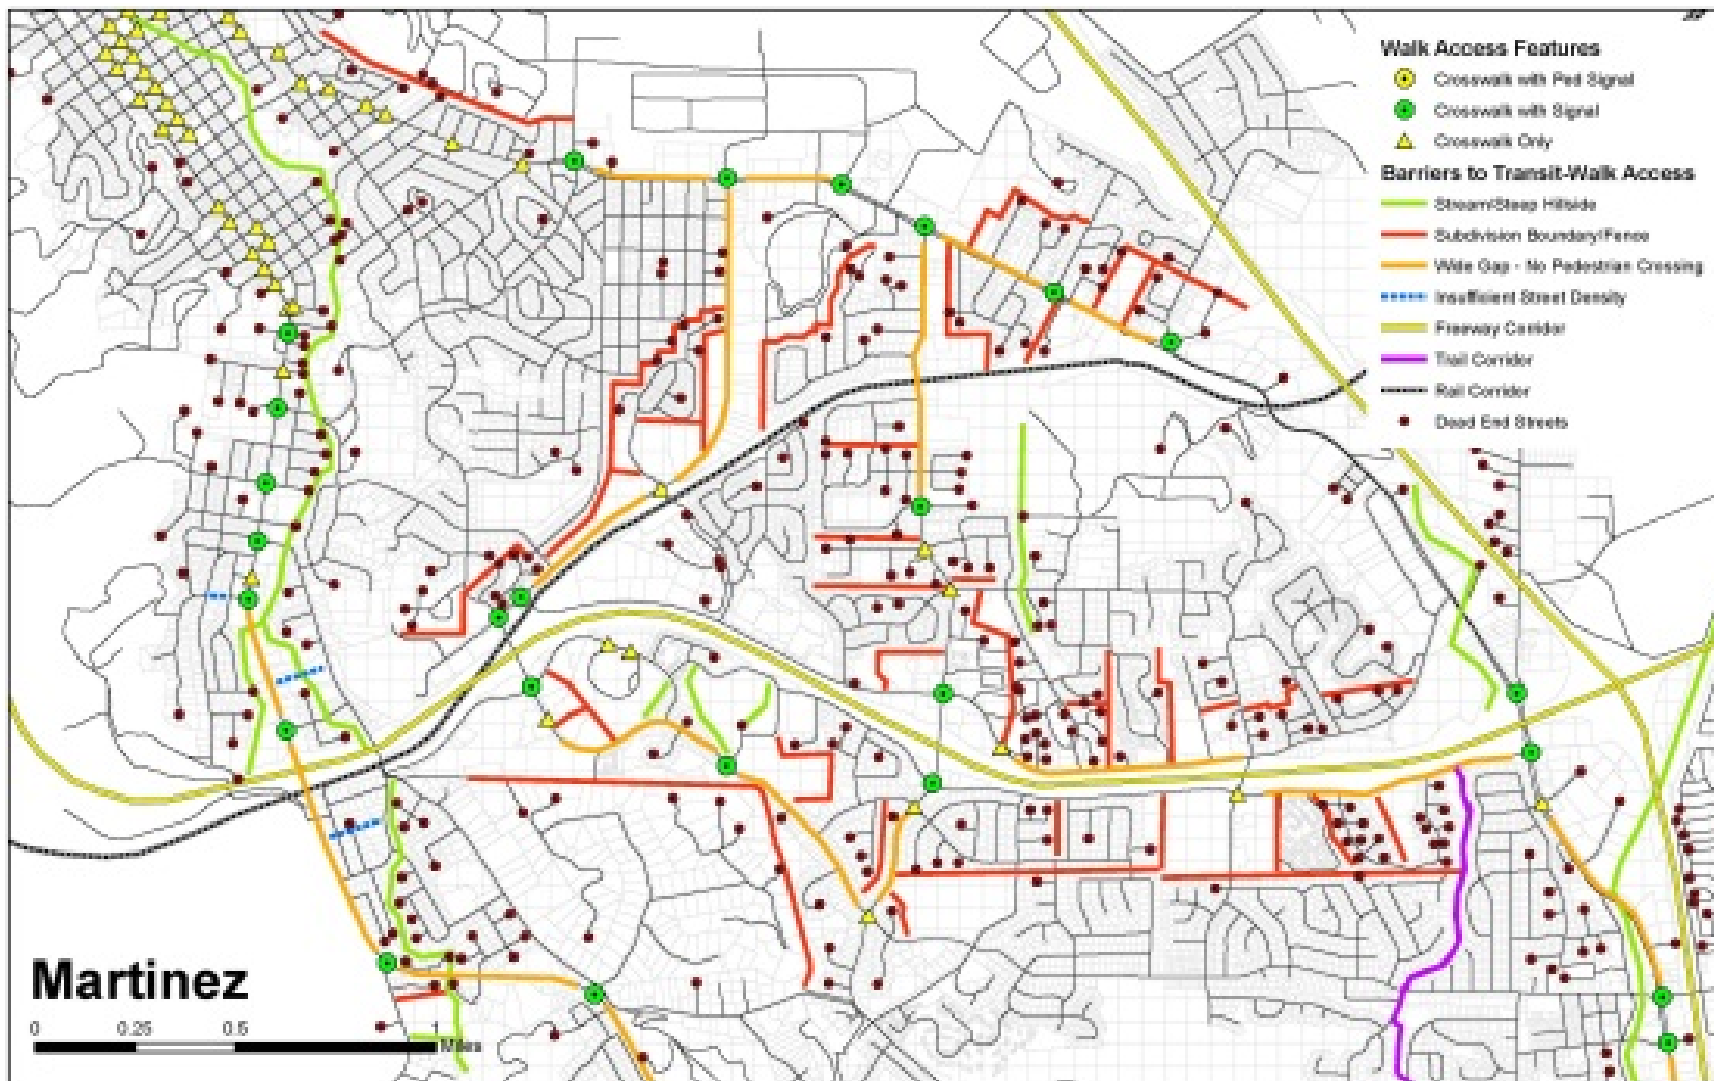 Walk Access Features
Crosswalk with Ped Signal
Crosswalk with Signal
Crosswalk Only
Barriers to Transit-Walk Access
Stream/Steep Hillside
Subdivision Boundary/Fence
Wide Gap - No Pedestrian Crossing
Insufficient Street Density
Freeway Corridor
Trail Corridor
Rail Corridor
Dead End Streets
Martinez
0 0.25 0.5 1
Miles